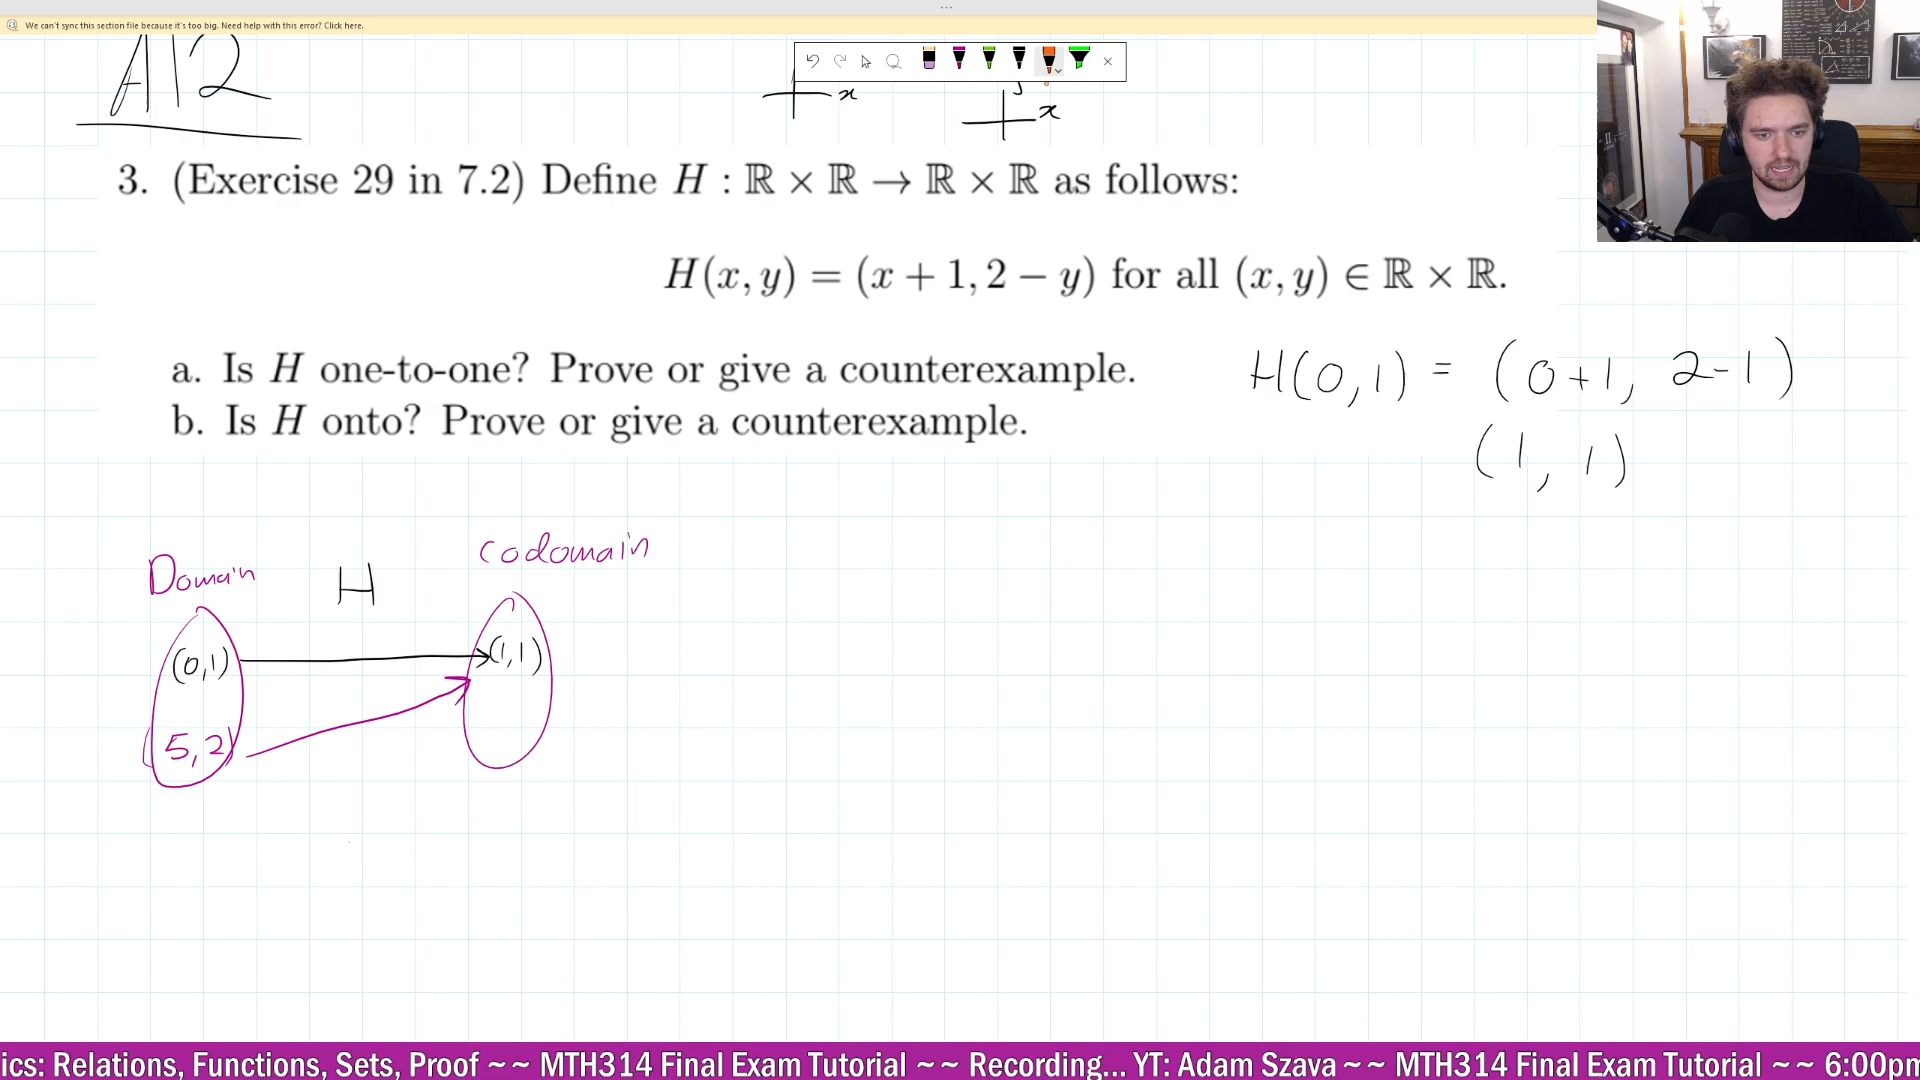 We can't sync this section file because it's too big. Need help with this error? Click here.
A12
x
x
3. (Exercise 29 in 7.2) Define H : ℝ × ℝ → ℝ × ℝ as follows:
H(x, y) = (x + 1, 2 − y) for all (x, y) ∈ ℝ × ℝ.
a. Is H one-to-one? Prove or give a counterexample.
b. Is H onto? Prove or give a counterexample.
H(0,1) = (0+1, 2-1)
(1, 1)
Domain
H
codomain
(0,1)
(1,1)
(5,2)
ics: Relations, Functions, Sets, Proof ~~ MTH314 Final Exam Tutorial ~~ Recording... YT: Adam Szava ~~ MTH314 Final Exam Tutorial ~~ 6:00pm